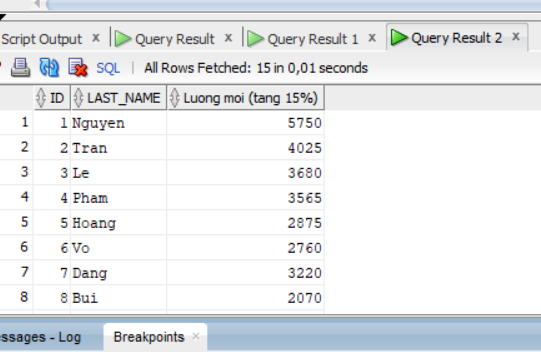 Script Output x Query Result x Query Result 1 x Query Result 2 x
SQL | All Rows Fetched: 15 in 0,01 seconds
ID LAST_NAME Luong moi (tang 15%)
1 1 Nguyen 5750
2 2 Tran 4025
3 3 Le 3680
4 4 Pham 3565
5 5 Hoang 2875
6 6 Vo 2760
7 7 Dang 3220
8 8 Bui 2070
essages - Log Breakpoints x